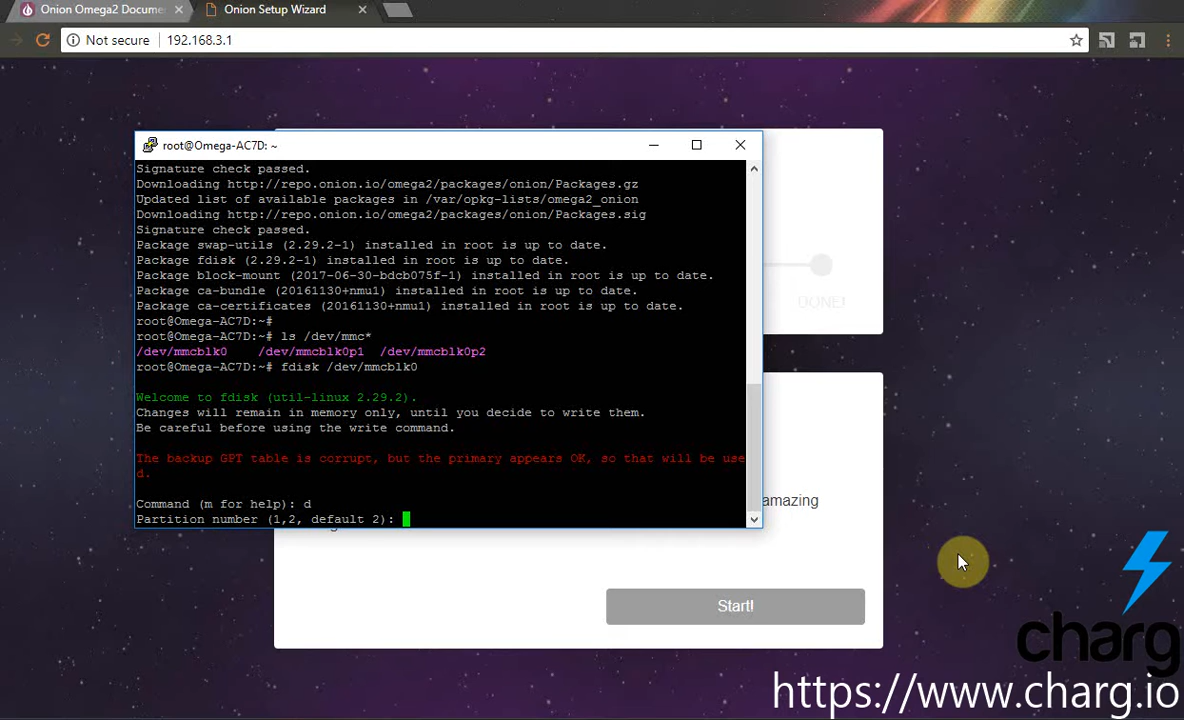 Onion Omega2 Docume
Onion Setup Wizard
Not secure
192.168.3.1
root@Omega-AC7D: ~
Signature check passed.
Downloading http://repo.onion.io/omega2/packages/onion/Packages.gz
Updated list of available packages in /var/opkg-lists/omega2_onion
Downloading http://repo.onion.io/omega2/packages/onion/Packages.sig
Signature check passed.
Package swap-utils (2.29.2-1) installed in root is up to date.
Package fdisk (2.29.2-1) installed in root is up to date.
Package block-mount (2017-06-30-bdcb075f-1) installed in root is up to date.
Package ca-bundle (20161130+nmu1) installed in root is up to date.
Package ca-certificates (20161130+nmu1) installed in root is up to date.
root@Omega-AC7D:~#
root@Omega-AC7D:~# ls /dev/mmc*
/dev/mmcblk0 /dev/mmcblk0p1 /dev/mmcblk0p2
root@Omega-AC7D:~# fdisk /dev/mmcblk0
Welcome to fdisk (util-linux 2.29.2).
Changes will remain in memory only, until you decide to write them.
Be careful before using the write command.
The backup GPT table is corrupt, but the primary appears OK, so that will be use
d.
Command (m for help): d
Partition number (1,2, default 2):
DONE!
amazing
Start!
charg
https://www.charg.io